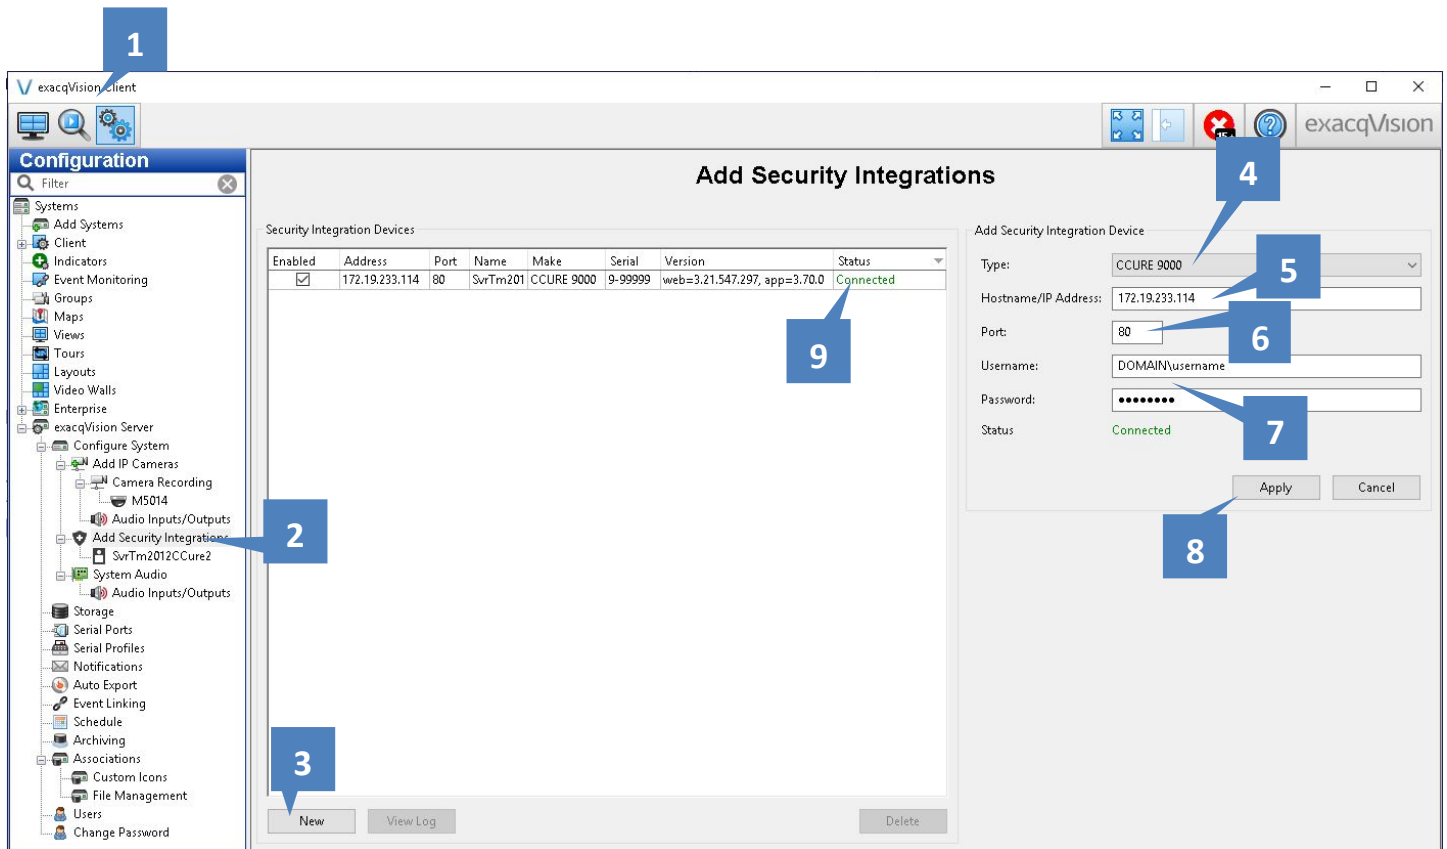 1
exacqVision Client
exacqVision
Configuration
Filter
Systems
Add Systems
Client
Indicators
Event Monitoring
Groups
Maps
Views
Tours
Layouts
Video Walls
Enterprise
exacqVision Server
Configure System
Add IP Cameras
Camera Recording
M5014
Audio Inputs/Outputs
Add Security Integrations
SvrTm2012CCure2
System Audio
Audio Inputs/Outputs
Storage
Serial Ports
Serial Profiles
Notifications
Auto Export
Event Linking
Schedule
Archiving
Associations
Custom Icons
File Management
Users
Change Password
2
Add Security Integrations
Security Integration Devices
Enabled Address Port Name Make Serial Version Status
172.19.233.114 80 SvrTm201 CCURE 9000 9-99999 web=3.21.547.297, app=3.70.0 Connected
9
3
New View Log Delete
4
Add Security Integration Device
Type: CCURE 9000
5
Hostname/IP Address: 172.19.233.114
Port: 80
6
Username: DOMAIN\username
Password: ••••••••
7
Status Connected
Apply Cancel
8